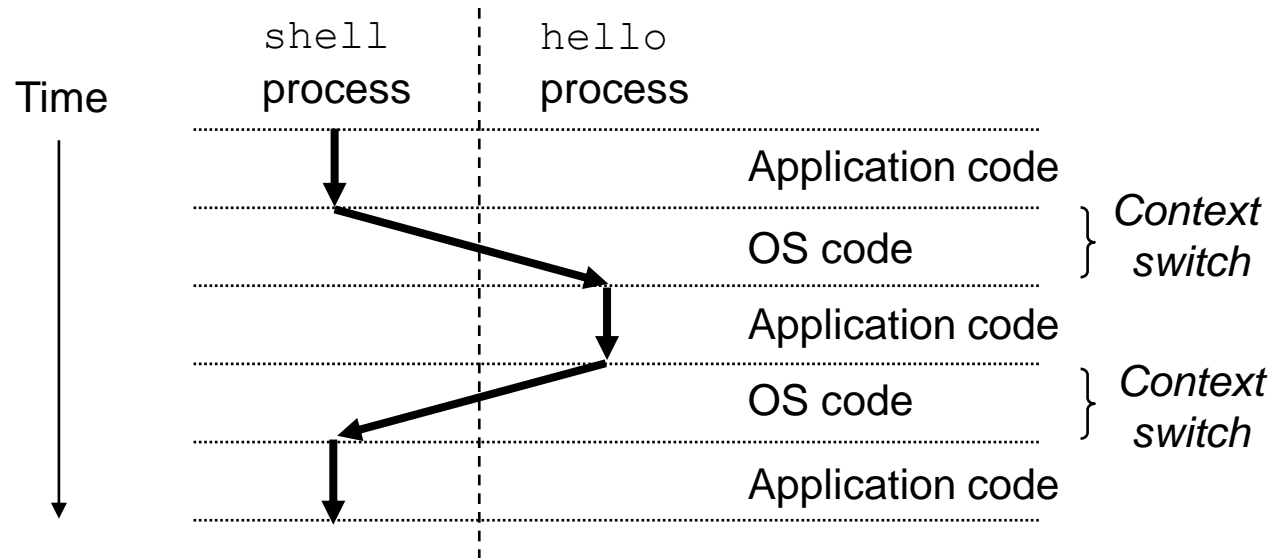 shell
process
hello
process
Time
Application code
OS code
Context
switch
Application code
OS code
Context
switch
Application code